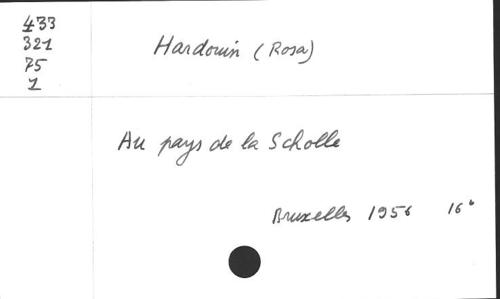 433
321
75
1
Hardouin (Rosa)
Au pays de la Scholle
Bruxelles 1956 16°